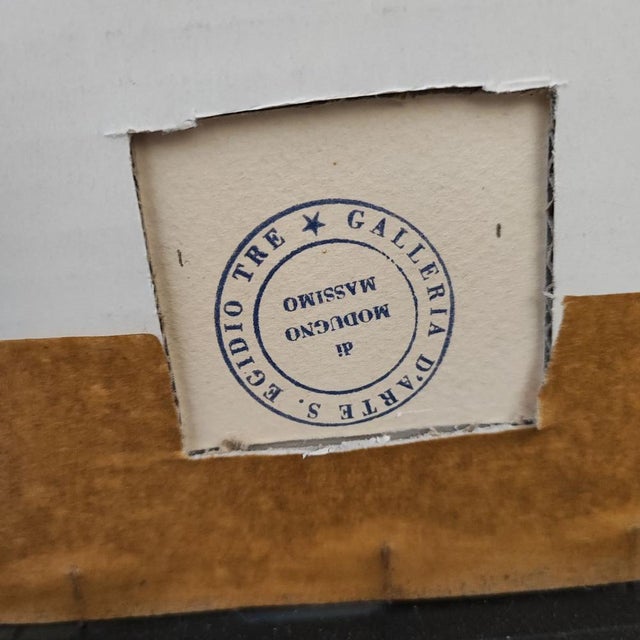 GALLERIA D'ARTE S. EGIDIO TRE ★
di
MODUGNO
MASSIMO